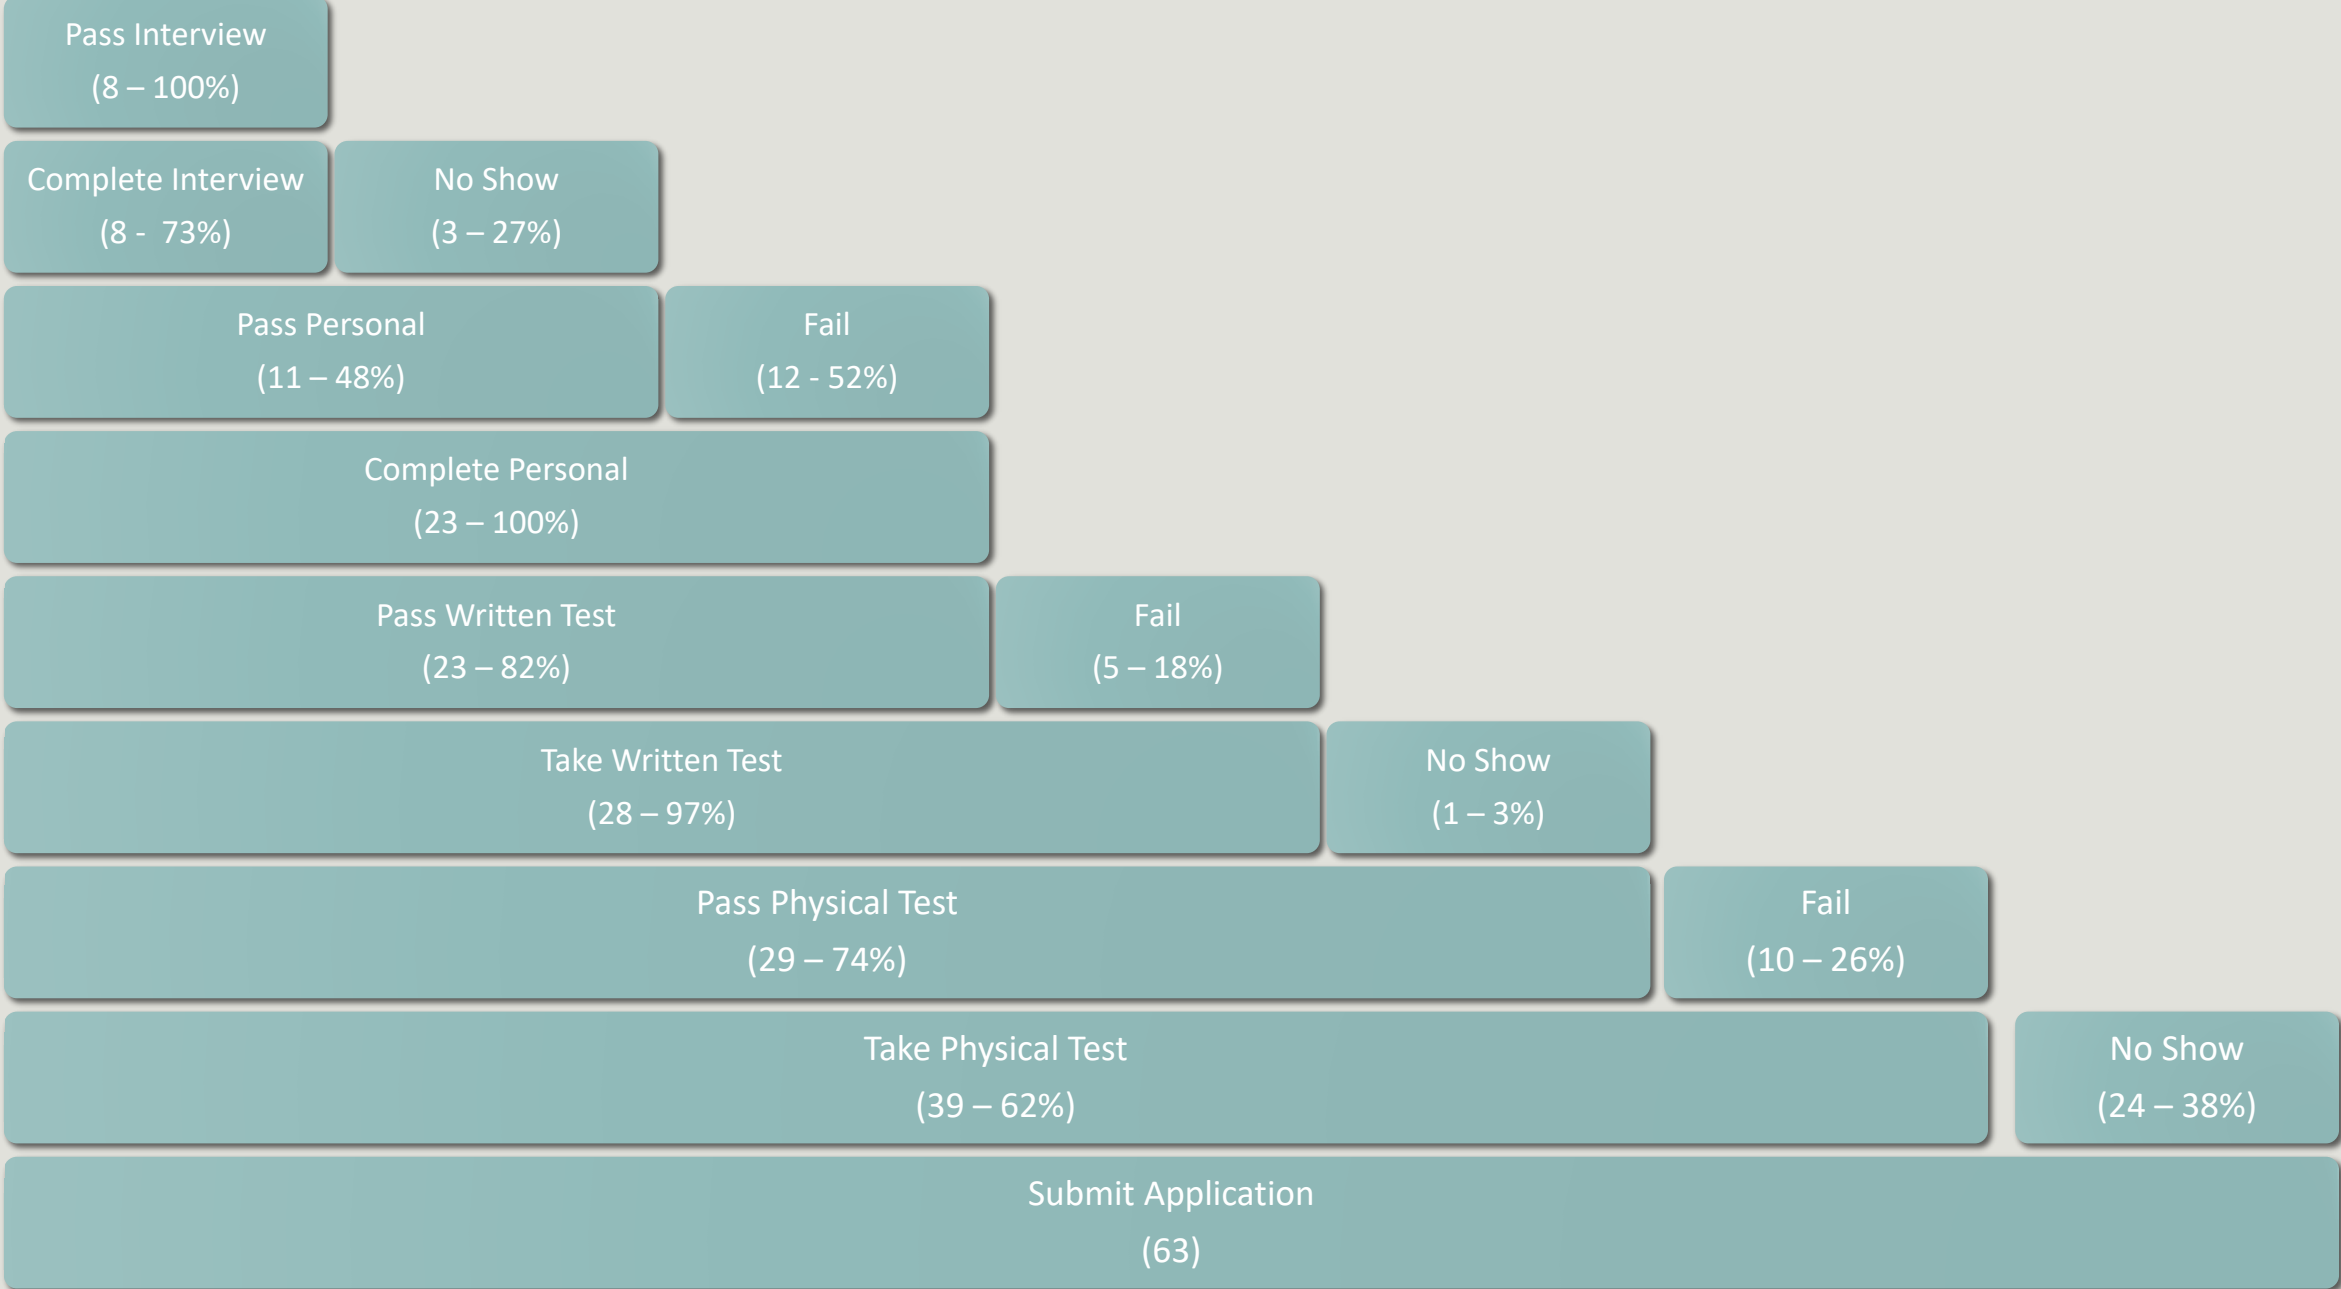 Pass Interview
(8 – 100%)
Complete Interview
(8 -  73%)
No Show
(3 – 27%)
Pass Personal
(11 – 48%)
Fail
(12 - 52%)
Complete Personal
(23 – 100%)
Pass Written Test
(23 – 82%)
Fail
(5 – 18%)
Take Written Test
(28 – 97%)
No Show
(1 – 3%)
Pass Physical Test
(29 – 74%)
Fail
(10 – 26%)
Take Physical Test
(39 – 62%)
No Show
(24 – 38%)
Submit Application
(63)